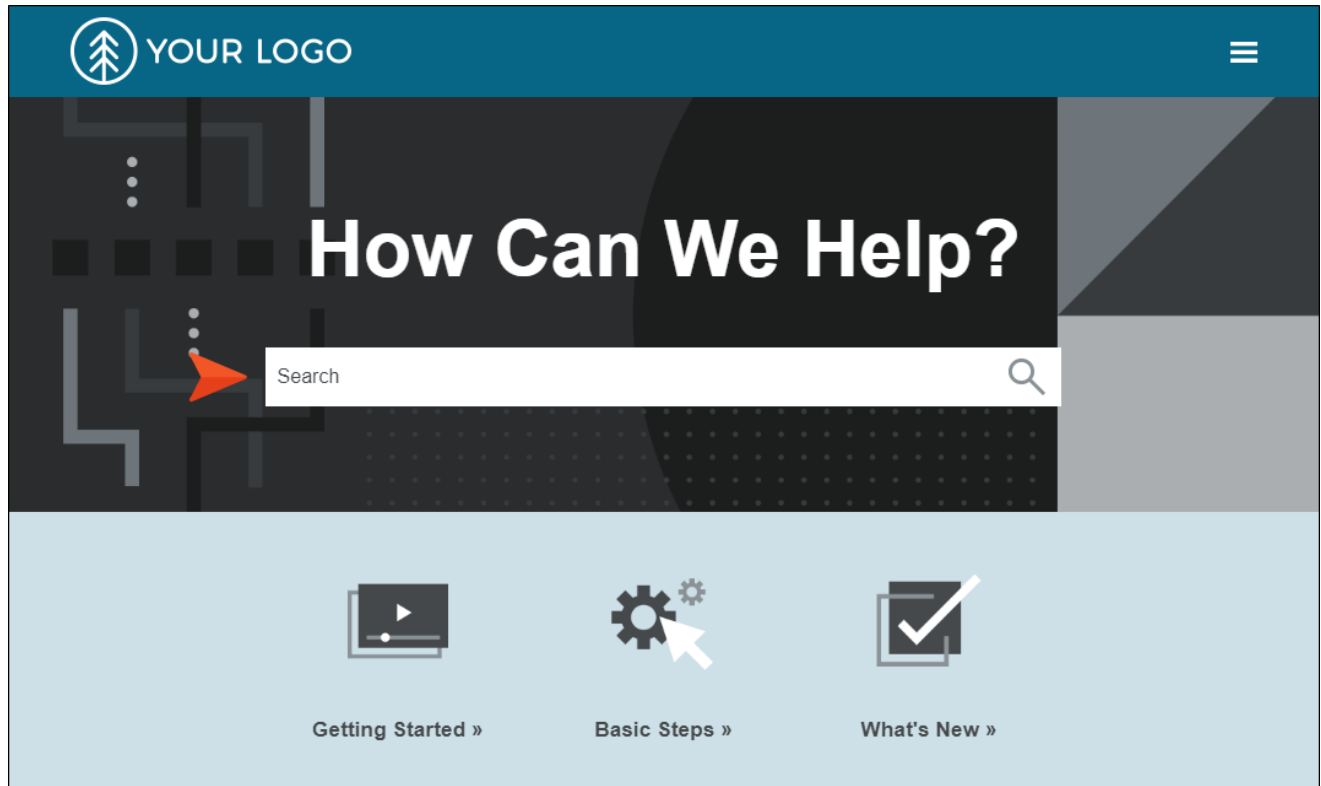 YOUR LOGO
How Can We Help?
Search
Getting Started »
Basic Steps »
What's New »